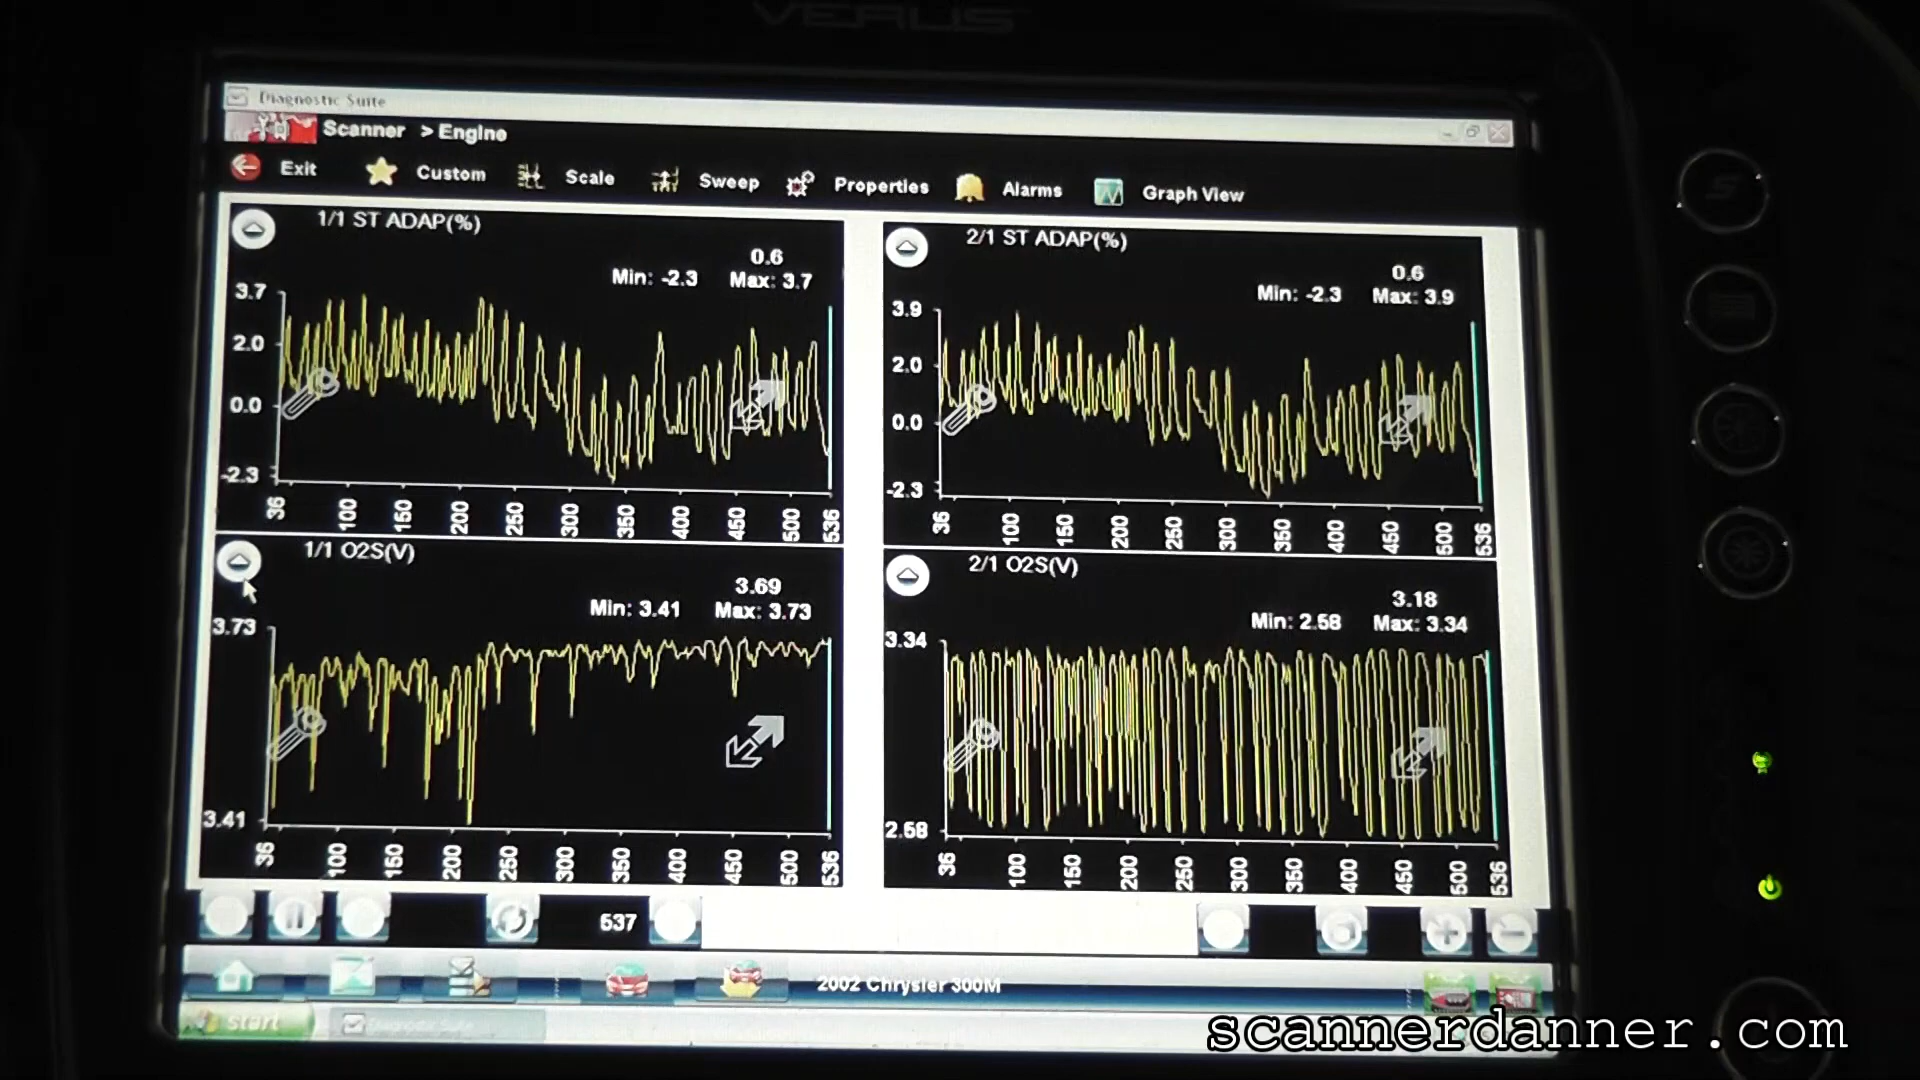 VERUS
Diagnostic Suite
Scanner > Engine
Exit Custom Scale Sweep Properties Alarms Graph View
1/1 ST ADAP(%)
0.6
Min: -2.3 Max: 3.7
3.7
2.0
0.0
-2.3
36 100 150 200 250 300 350 400 450 500 536
2/1 ST ADAP(%)
0.6
Min: -2.3 Max: 3.9
3.9
2.0
0.0
-2.3
36 100 150 200 250 300 350 400 450 500 536
1/1 O2S(V)
3.69
Min: 3.41 Max: 3.73
3.73
3.41
36 100 150 200 250 300 350 400 450 500 536
2/1 O2S(V)
3.18
Min: 2.58 Max: 3.34
3.34
2.58
36 100 150 200 250 300 350 400 450 500 536
537
2002 Chrysler 300M
start Diagnostic Suite
scannerdanner.com